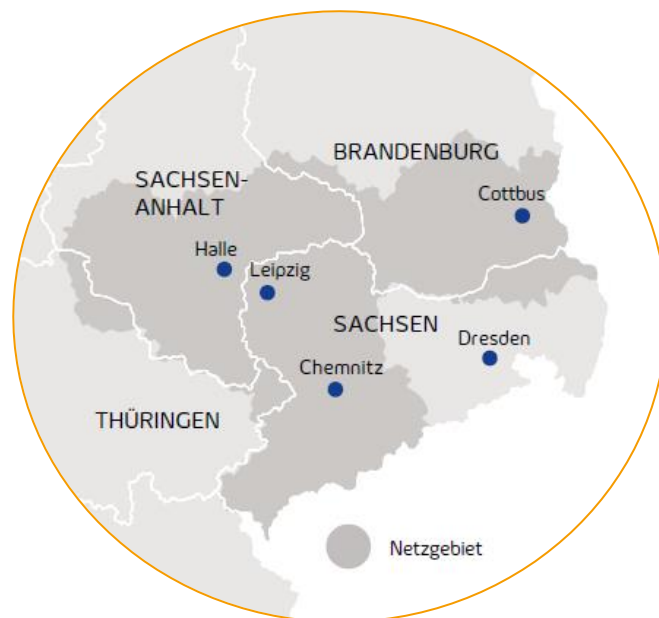 BRANDENBURG
SACHSEN-
ANHALT
Cottbus
Halle
Leipzig
SACHSEN
Dresden
Chemnitz
THÜRINGEN
Netzgebiet